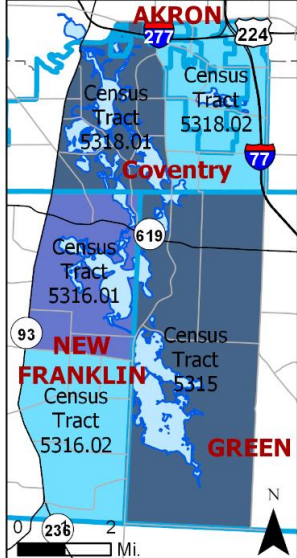 AKRON
277
224
Census
Tract
5318.01
Census
Tract
5318.02
77
Coventry
619
Census
Tract
5316.01
93
NEW
FRANKLIN
Census
Tract
5315
Census
Tract
5316.02
GREEN
N
236
0 1 2
Mi.